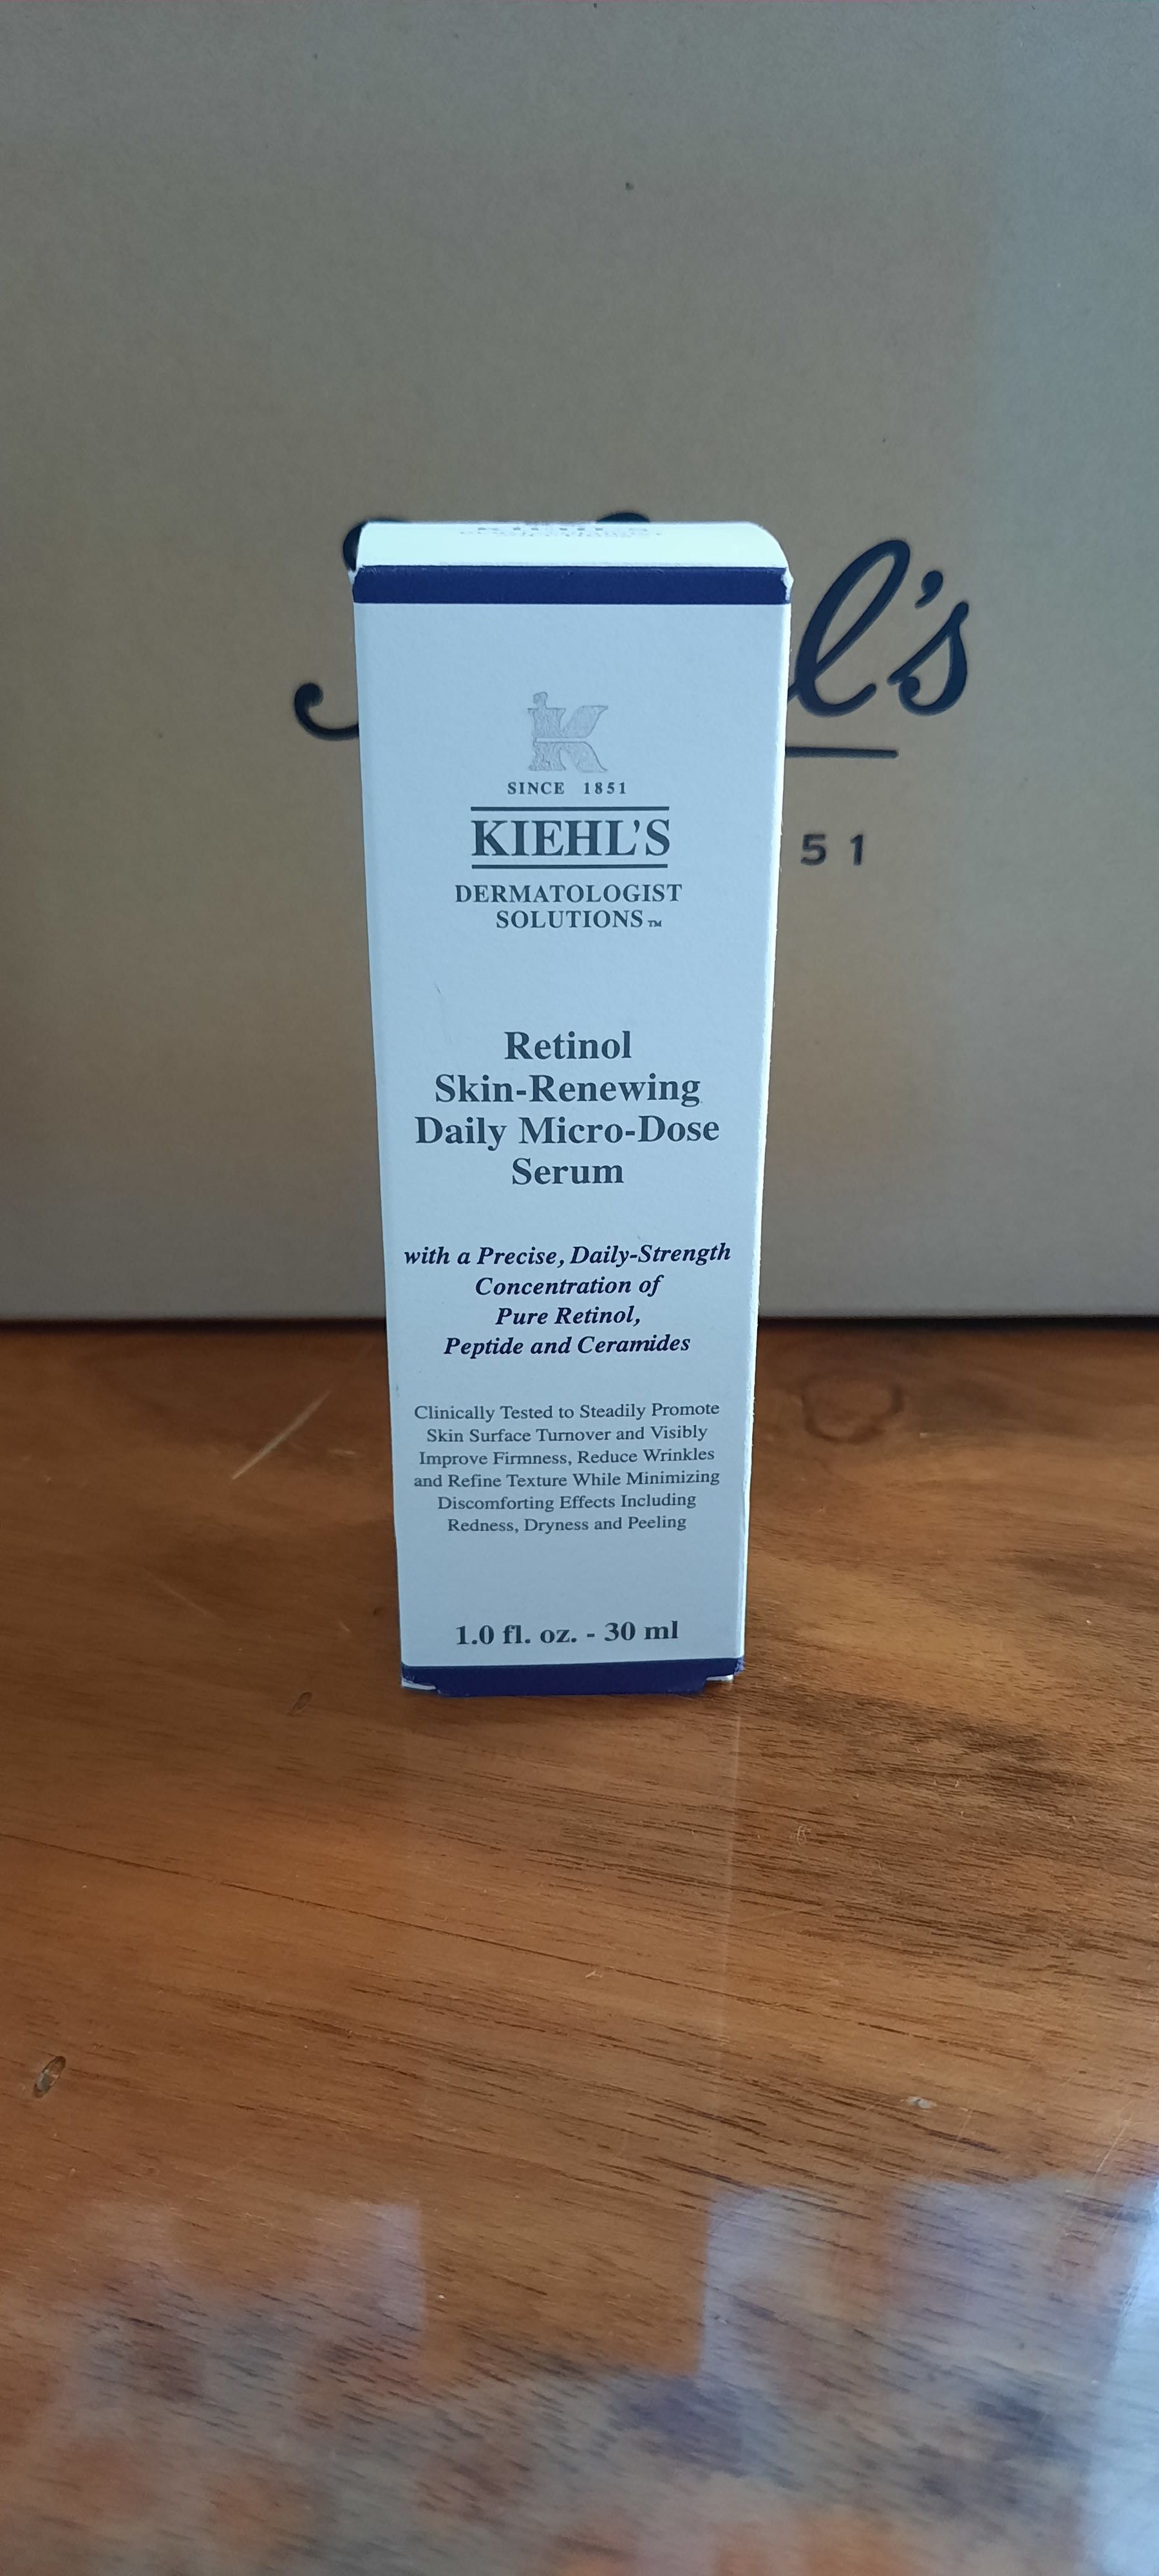 l's
51
SINCE 1851
KIEHL'S
DERMATOLOGIST
SOLUTIONS™
Retinol
Skin-Renewing
Daily Micro-Dose
Serum
with a Precise, Daily-Strength
Concentration of
Pure Retinol,
Peptide and Ceramides
Clinically Tested to Steadily Promote
Skin Surface Turnover and Visibly
Improve Firmness, Reduce Wrinkles
and Refine Texture While Minimizing
Discomforting Effects Including
Redness, Dryness and Peeling
1.0 fl. oz. - 30 ml